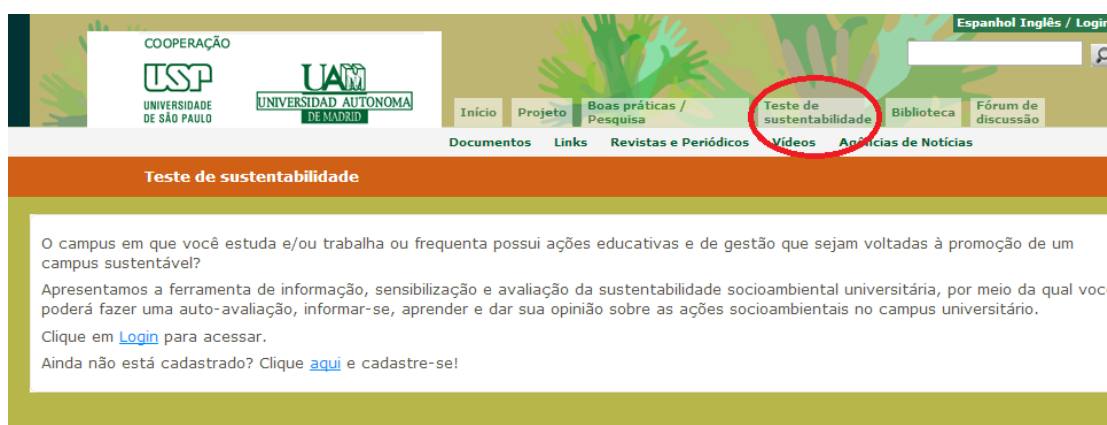 Espanhol Inglês / Login
COOPERAÇÃO
USP
UNIVERSIDADE
DE SÃO PAULO
UAM
UNIVERSIDAD AUTONOMA
DE MADRID
Início
Projeto
Boas práticas /
Pesquisa
Teste de
sustentabilidade
Biblioteca
Fórum de
discussão
Documentos Links Revistas e Periódicos Vídeos Agências de Notícias
Teste de sustentabilidade
O campus em que você estuda e/ou trabalha ou frequenta possui ações educativas e de gestão que sejam voltadas à promoção de um
campus sustentável?
Apresentamos a ferramenta de informação, sensibilização e avaliação da sustentabilidade socioambiental universitária, por meio da qual voc
poderá fazer uma auto-avaliação, informar-se, aprender e dar sua opinião sobre as ações socioambientais no campus universitário.
Clique em Login para acessar.
Ainda não está cadastrado? Clique aqui e cadastre-se!